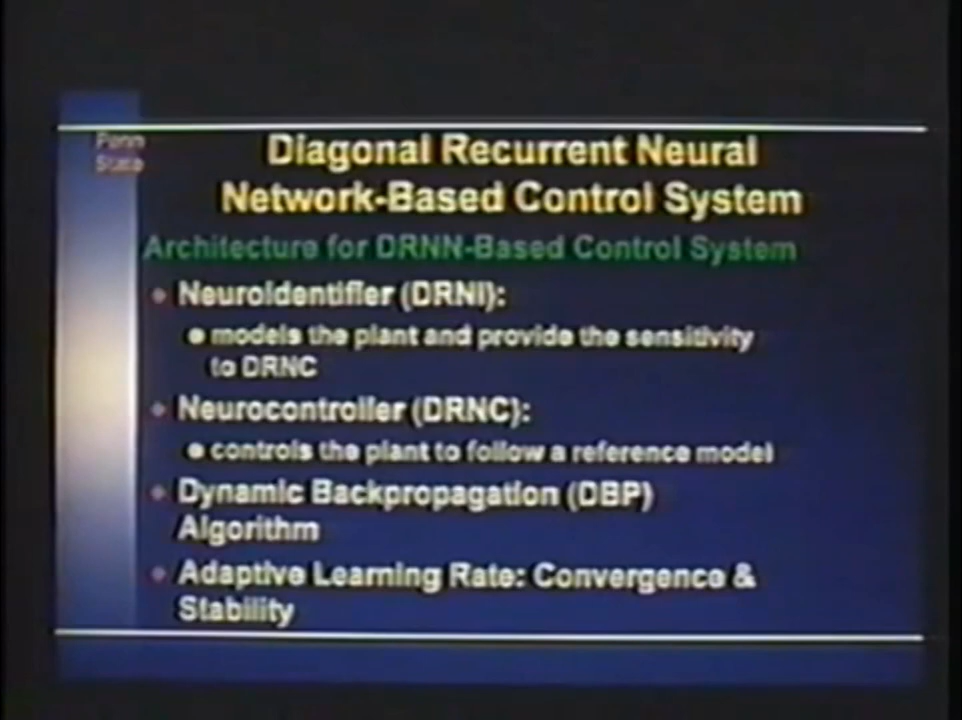 Penn
State
Diagonal Recurrent Neural
Network-Based Control System
Architecture for DRNN-Based Control System
Neuroidentifier (DRNI):
models the plant and provide the sensitivity
to DRNC
Neurocontroller (DRNC):
controls the plant to follow a reference model
Dynamic Backpropagation (DBP)
Algorithm
Adaptive Learning Rate: Convergence &
Stability